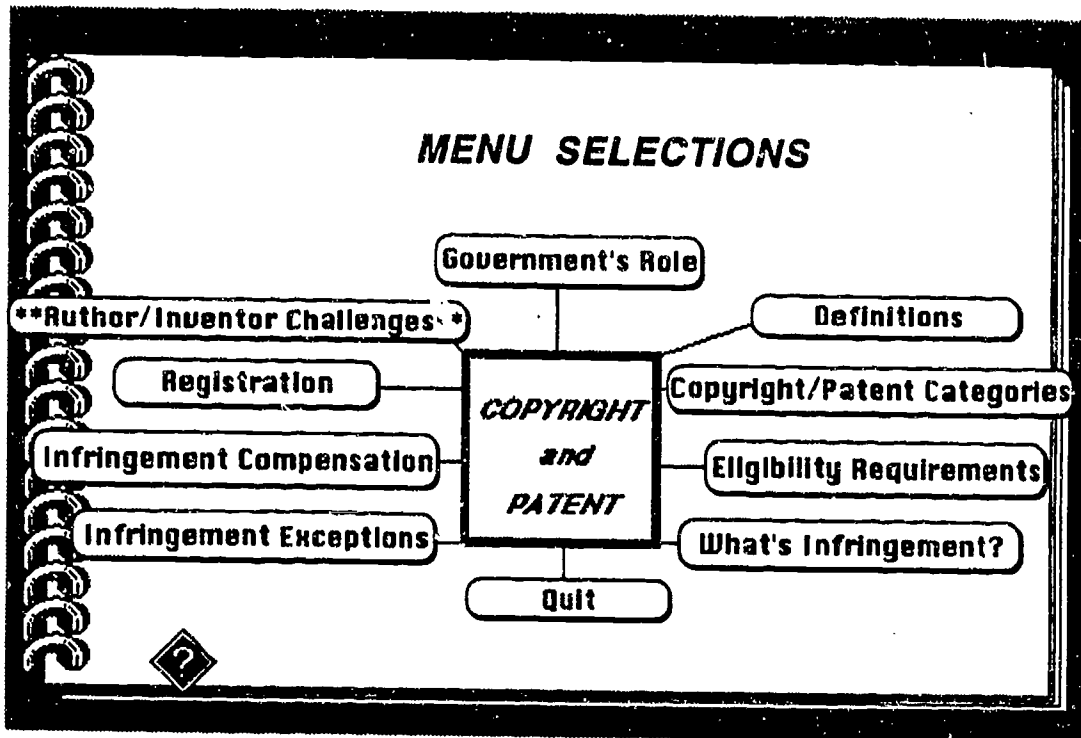 MENU SELECTIONS
Government's Role
**Author/Inventor Challenges**
Definitions
Registration
Copyright/Patent Categories
COPYRIGHT
and
PATENT
Infringement Compensation
Eligibility Requirements
Infringement Exceptions
What's Infringement?
Quit
?